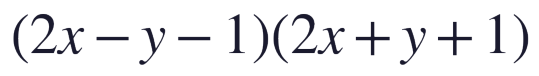 (2x − y − 1)(2x + y + 1)